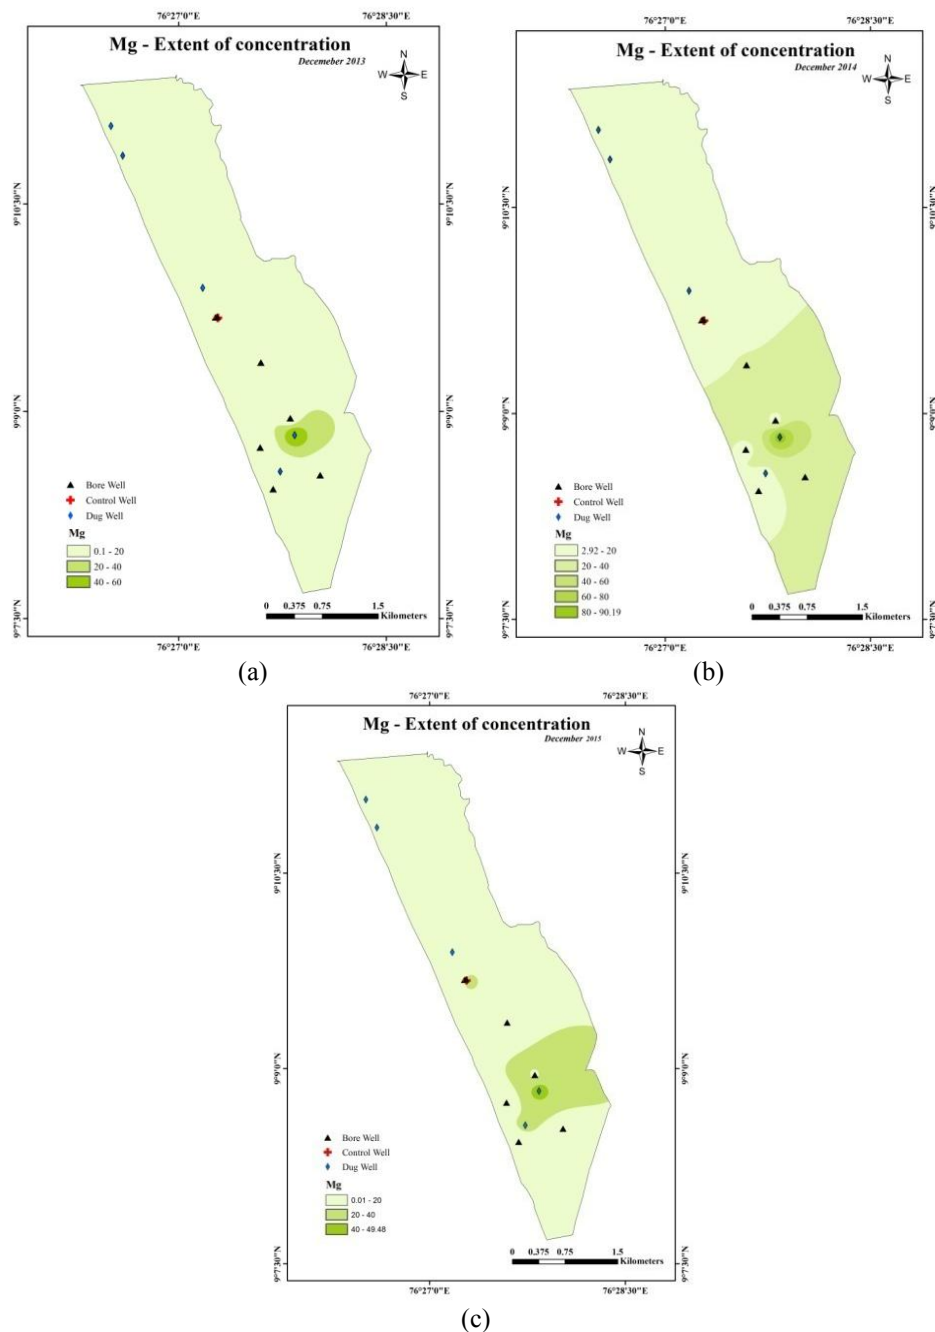 76°27'0"E 76°28'30"E
Mg - Extent of concentration
Decemeber 2013
N
W E
S
9°10'30"N 9°10'30"N
9°9'0"N 9°9'0"N
Bore Well
Control Well
Dug Well
Mg
0.1 - 20
20 - 40
40 - 60
0 0.375 0.75 1.5
Kilometers
9°7'30"N 9°7'30"N
76°27'0"E 76°28'30"E
(a)
76°27'0"E 76°28'30"E
Mg - Extent of concentration
December 2014
N
W E
S
9°10'30"N 9°10'30"N
9°9'0"N 9°9'0"N
Bore Well
Control Well
Dug Well
Mg
2.92 - 20
20 - 40
40 - 60
60 - 80
80 - 90.19
0 0.375 0.75 1.5
Kilometers
9°7'30"N 9°7'30"N
76°27'0"E 76°28'30"E
(b)
76°27'0"E 76°28'30"E
Mg - Extent of concentration
December 2015
N
W E
S
9°10'30"N 9°10'30"N
9°9'0"N 9°9'0"N
Bore Well
Control Well
Dug Well
Mg
0.01 - 20
20 - 40
40 - 49.48
0 0.375 0.75 1.5
Kilometers
9°7'30"N 9°7'30"N
76°27'0"E 76°28'30"E
(c)